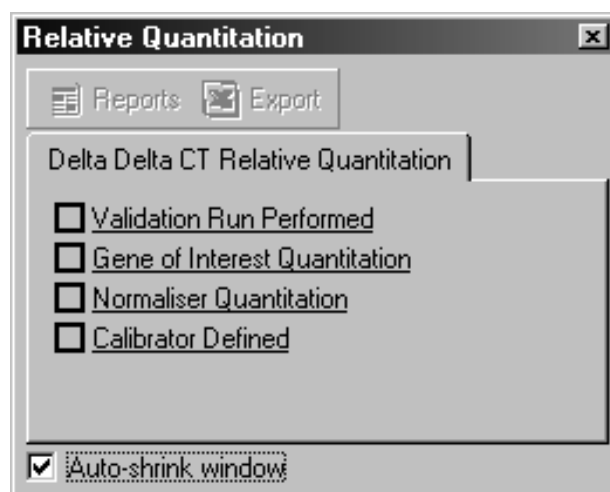 Relative Quantitation
Reports Export
Delta Delta CT Relative Quantitation
Validation Run Performed
Gene of Interest Quantitation
Normaliser Quantitation
Calibrator Defined
Auto-shrink window